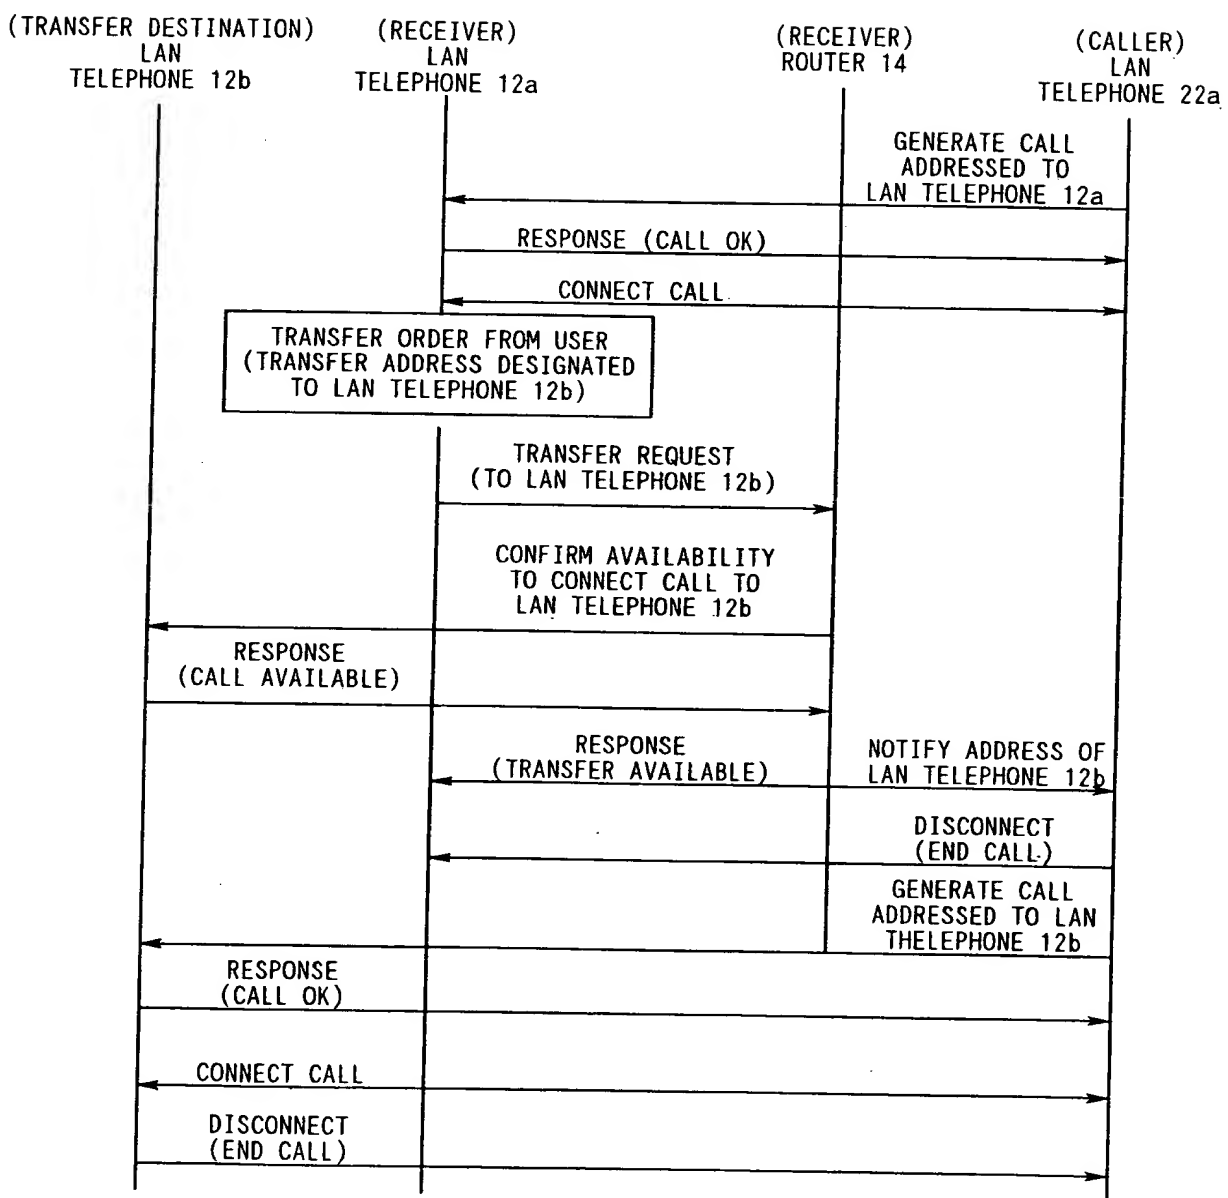 (TRANSFER DESTINATION)
LAN
TELEPHONE 12b
(RECEIVER)
LAN
TELEPHONE 12a
(RECEIVER)
ROUTER 14
(CALLER)
LAN
TELEPHONE 22a
GENERATE CALL
ADDRESSED TO
LAN TELEPHONE 12a
RESPONSE (CALL OK)
CONNECT CALL
TRANSFER ORDER FROM USER
(TRANSFER ADDRESS DESIGNATED
TO LAN TELEPHONE 12b)
TRANSFER REQUEST
(TO LAN TELEPHONE 12b)
CONFIRM AVAILABILITY
TO CONNECT CALL TO
LAN TELEPHONE 12b
RESPONSE
(CALL AVAILABLE)
RESPONSE
(TRANSFER AVAILABLE)
NOTIFY ADDRESS OF
LAN TELEPHONE 12b
DISCONNECT
(END CALL)
GENERATE CALL
ADDRESSED TO LAN
THELEPHONE 12b
RESPONSE
(CALL OK)
CONNECT CALL
DISCONNECT
(END CALL)